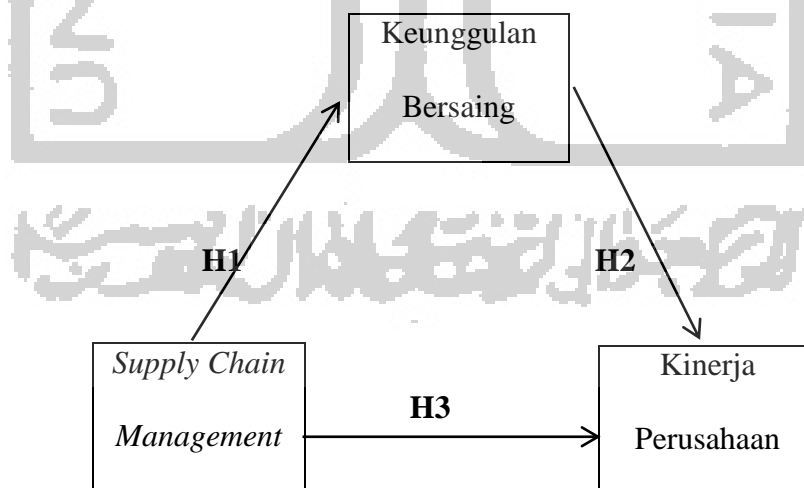 Keunggulan
Bersaing
H1
H2
Supply Chain
Management
H3
Kinerja
Perusahaan